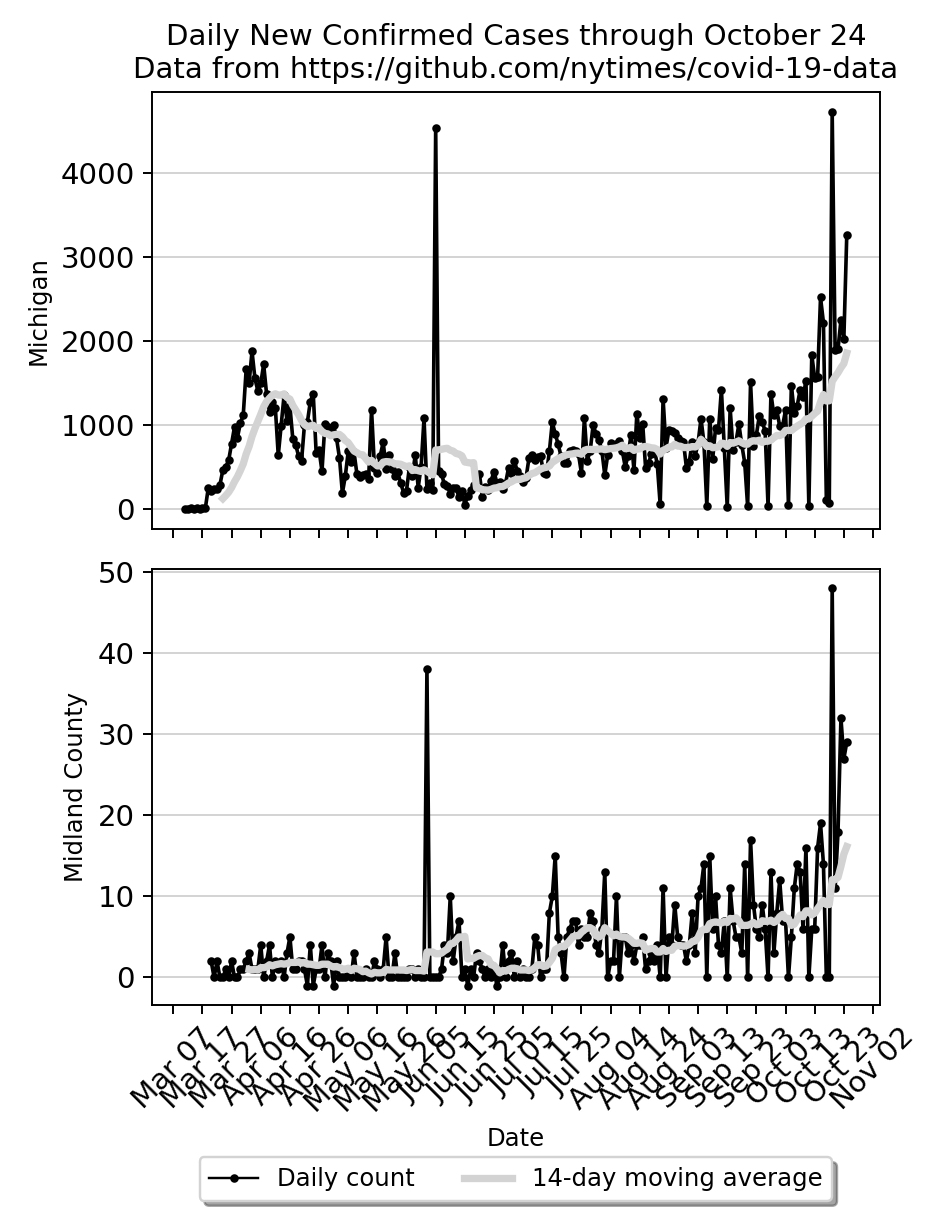 Daily New Confirmed Cases through October 24
Data from https://github.com/nytimes/covid-19-data
4000
3000
2000
1000
0
Michigan
50
40
30
20
10
0
Midland County
Mar 07
Mar 17
Mar 27
Apr 06
Apr 16
Apr 26
May 06
May 16
May 26
Jun 05
Jun 15
Jun 25
Jul 05
Jul 15
Jul 25
Aug 04
Aug 14
Aug 24
Sep 03
Sep 13
Sep 23
Oct 03
Oct 13
Oct 23
Nov 02
Date
Daily count
14-day moving average